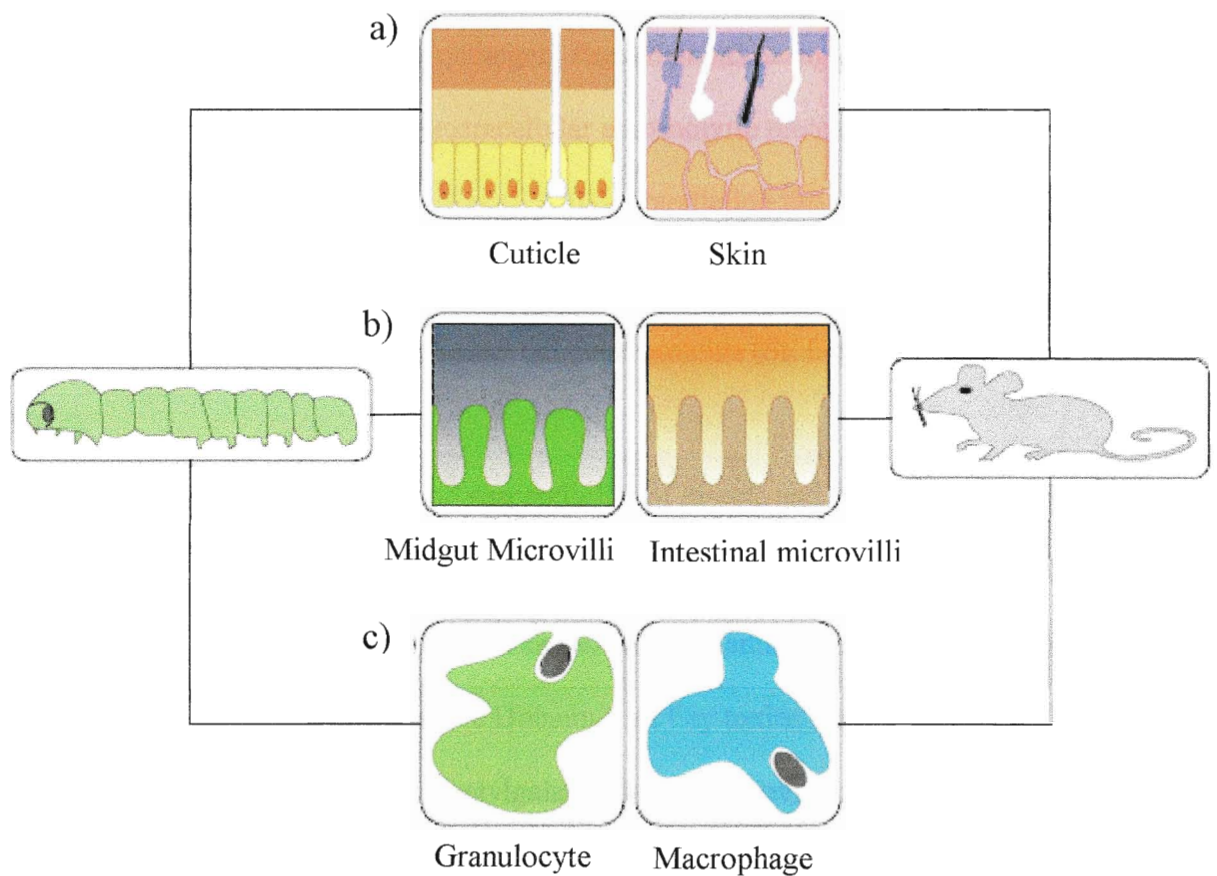 a)
Cuticle Skin
b)
Midgut Microvilli Intestinal microvilli
c)
Granulocyte Macrophage